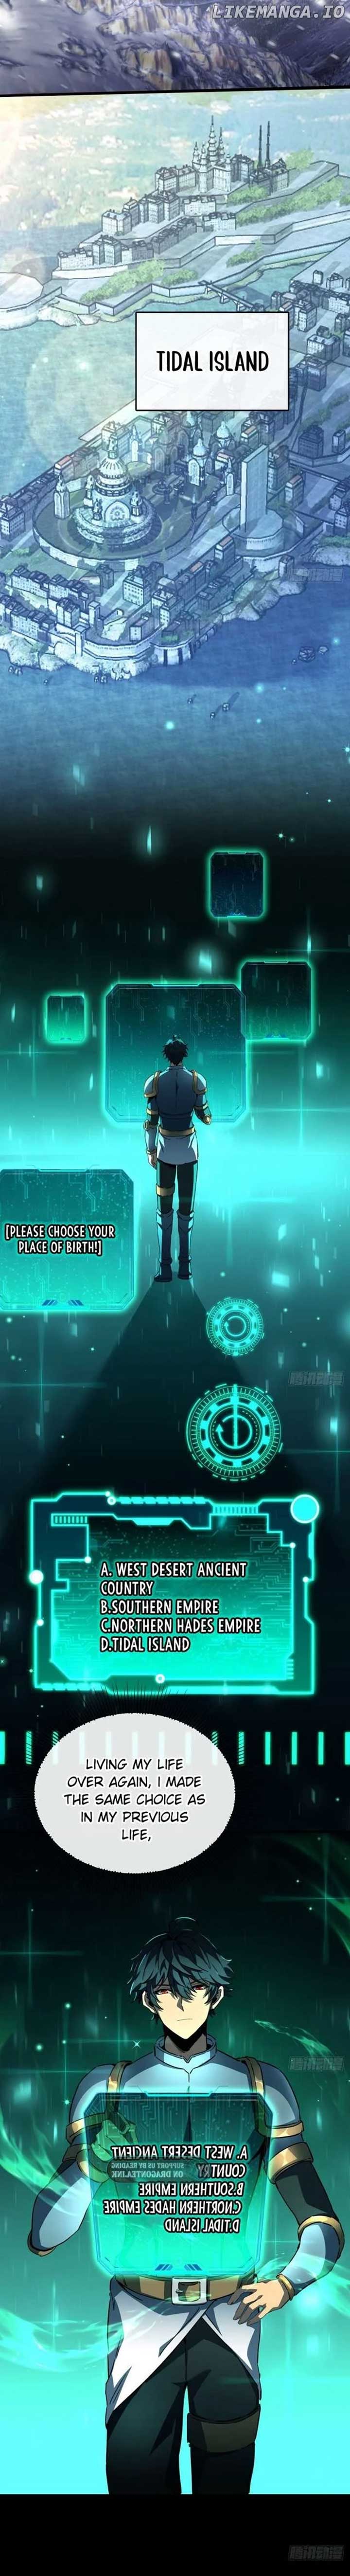 LIKEMANGA.IO
TIDAL ISLAND
[PLEASE CHOOSE YOUR
PLACE OF BIRTH!]
A. WEST DESERT ANCIENT
COUNTRY
B.SOUTHERN EMPIRE
C.NORTHERN HADES EMPIRE
D.TIDAL ISLAND
LIVING MY LIFE
OVER AGAIN, I MADE
THE SAME CHOICE AS
IN MY PREVIOUS
LIFE,
A. WEST DESERT ANCIENT
COUNTRY
SUPPORT US BY READING
ON DRAGONTEA.INK
B.SOUTHERN EMPIRE
C.NORTHERN HADES EMPIRE
D.TIDAL ISLAND